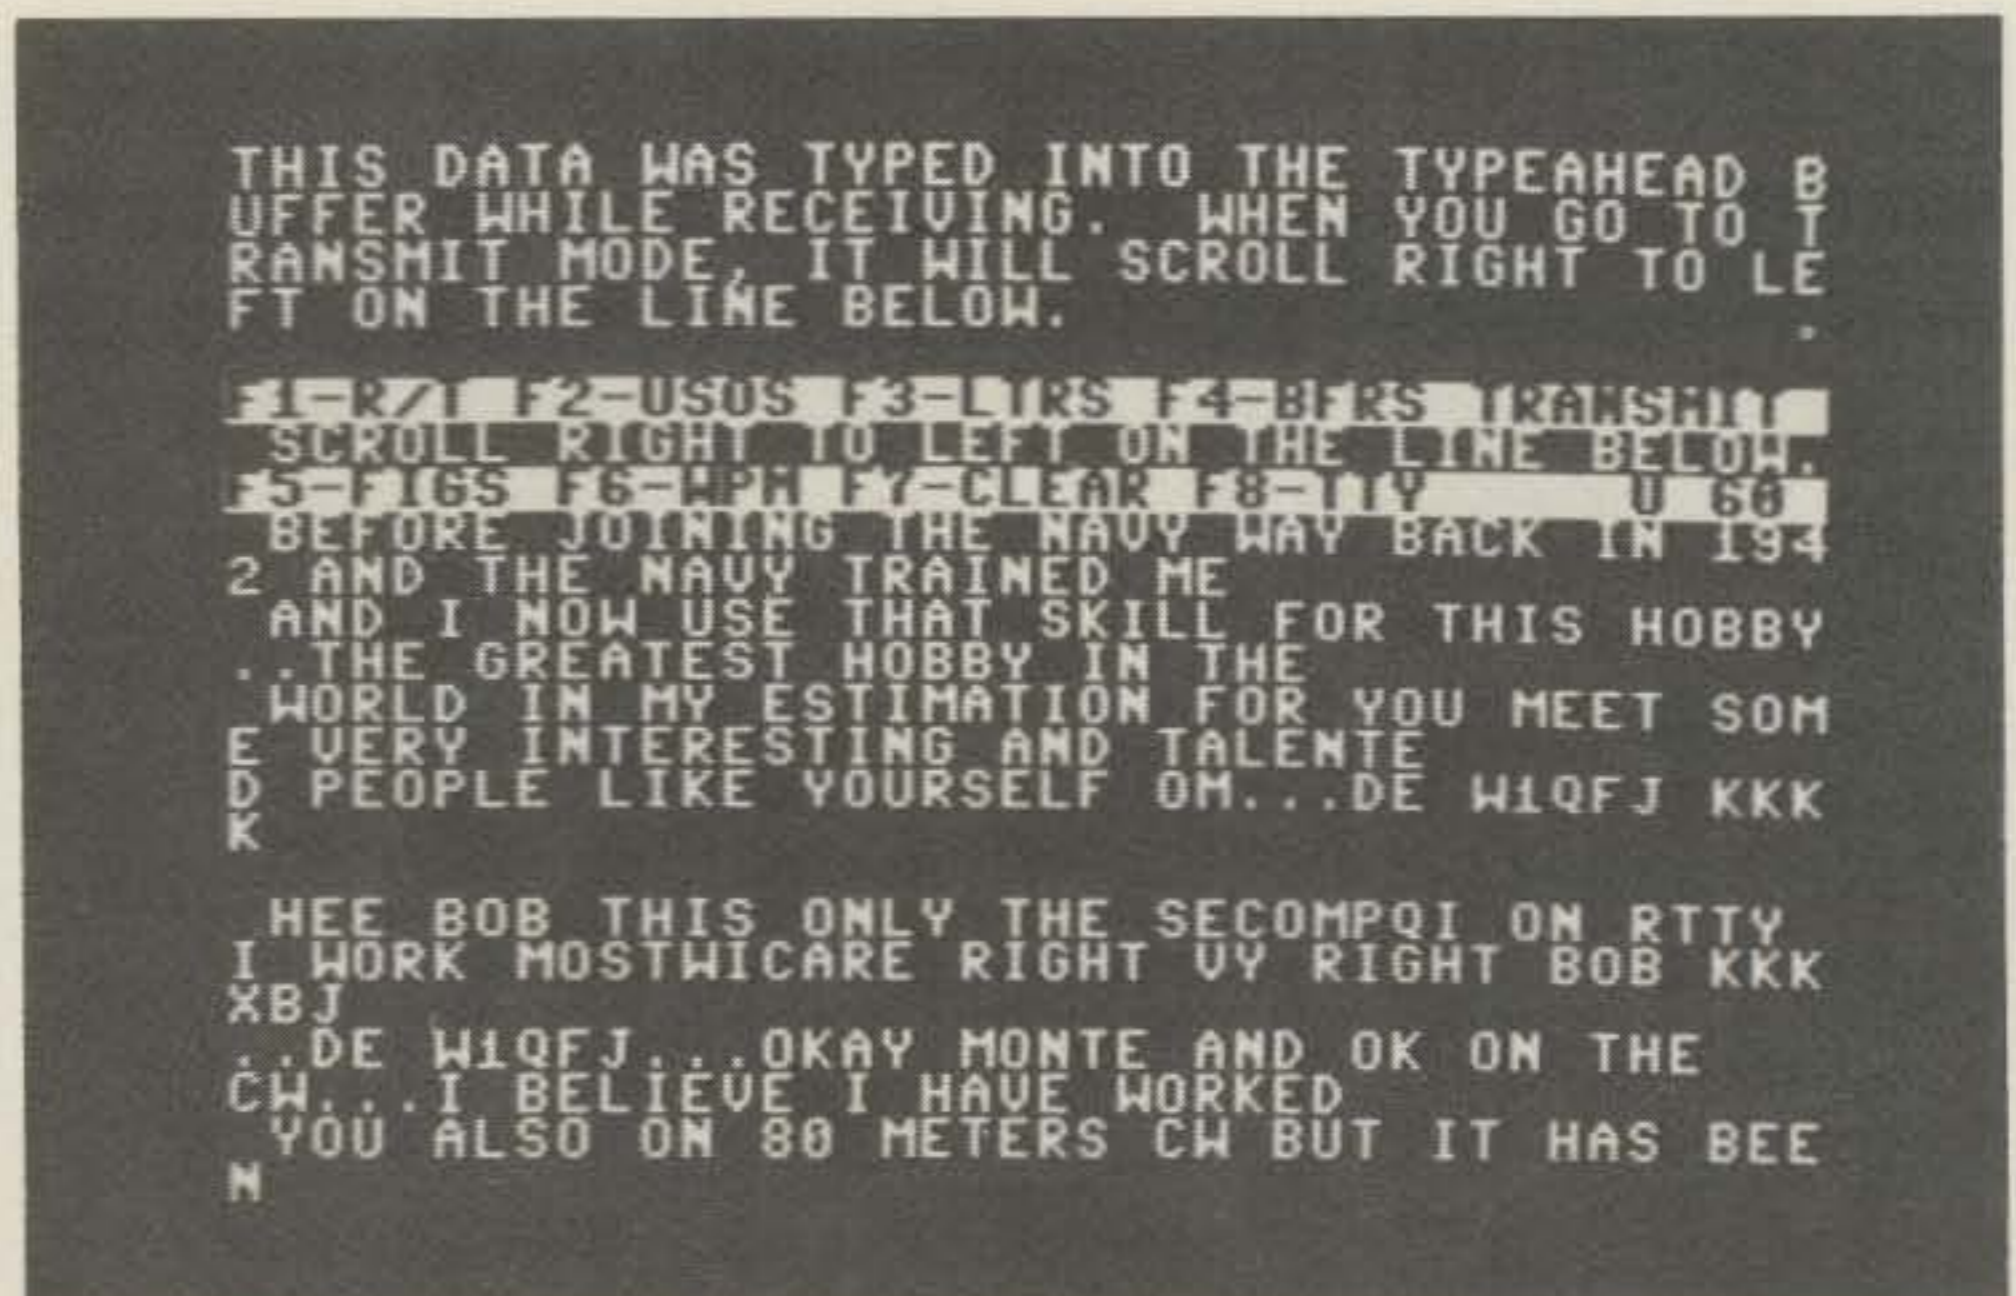 THIS DATA WAS TYPED INTO THE TYPEAHEAD B
UFFER WHILE RECEIVING.  WHEN YOU GO TO T
RANSMIT MODE, IT WILL SCROLL RIGHT TO LE
FT ON THE LINE BELOW.                  .
F1-R/T F2-USOS F3-LTRS F4-BFRS TRANSMIT
SCROLL RIGHT TO LEFT ON THE LINE BELOW.
F5-FIGS F6-WPM F7-CLEAR F8-TTY     U 60
BEFORE JOINING THE NAVY WAY BACK IN 194
2 AND THE NAVY TRAINED ME
AND I NOW USE THAT SKILL FOR THIS HOBBY
..THE GREATEST HOBBY IN THE
WORLD IN MY ESTIMATION FOR YOU MEET SOM
E VERY INTERESTING AND TALENTE
D PEOPLE LIKE YOURSELF OM...DE W1QFJ KKK
K
HEE BOB THIS ONLY THE SECOMPQI ON RTTY
I WORK MOSTWICARE RIGHT VY RIGHT BOB KKK
XBJ
..DE W1QFJ...OKAY MONTE AND OK ON THE
CW...I BELIEVE I HAVE WORKED
YOU ALSO ON 80 METERS CW BUT IT HAS BEE
N